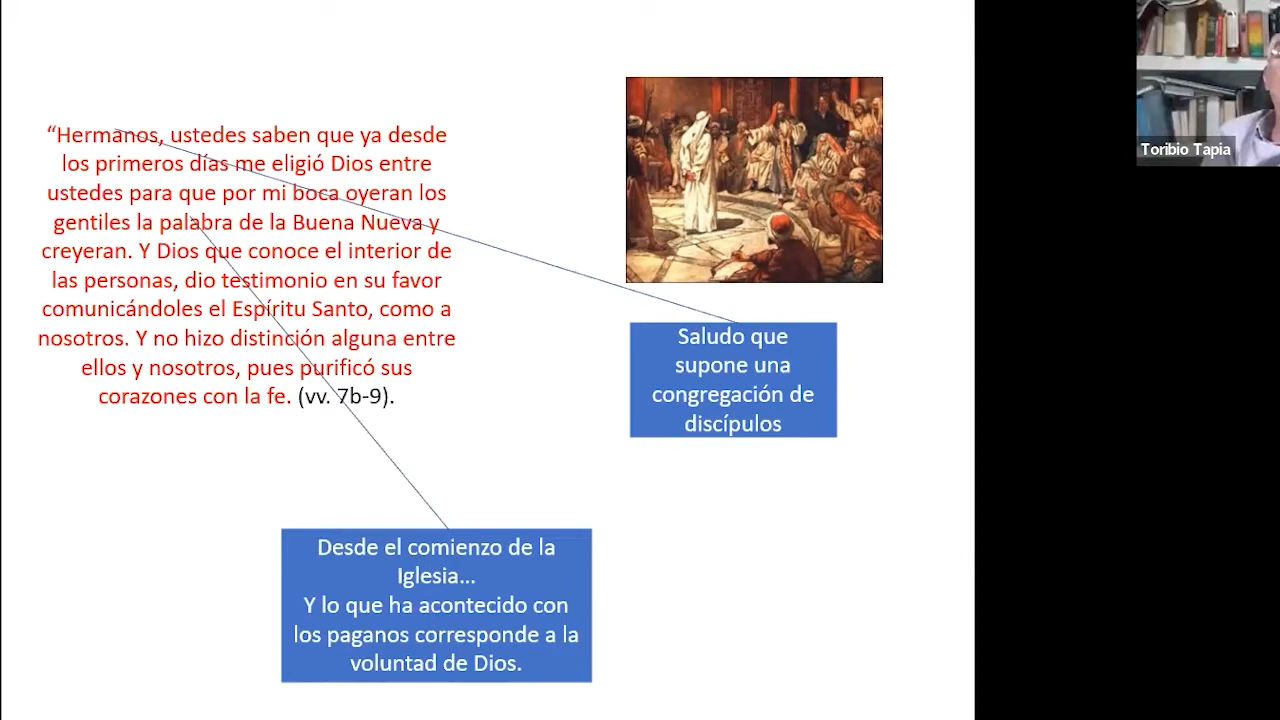 “Hermanos, ustedes saben que ya desde
los primeros días me eligió Dios entre
ustedes para que por mi boca oyeran los
gentiles la palabra de la Buena Nueva y
creyeran. Y Dios que conoce el interior de
las personas, dio testimonio en su favor
comunicándoles el Espíritu Santo, como a
nosotros. Y no hizo distinción alguna entre
ellos y nosotros, pues purificó sus
corazones con la fe. (vv. 7b-9).
Saludo que
supone una
congregación de
discípulos
Desde el comienzo de la
Iglesia...
Y lo que ha acontecido con
los paganos corresponde a la
voluntad de Dios.
Toribio Tapia